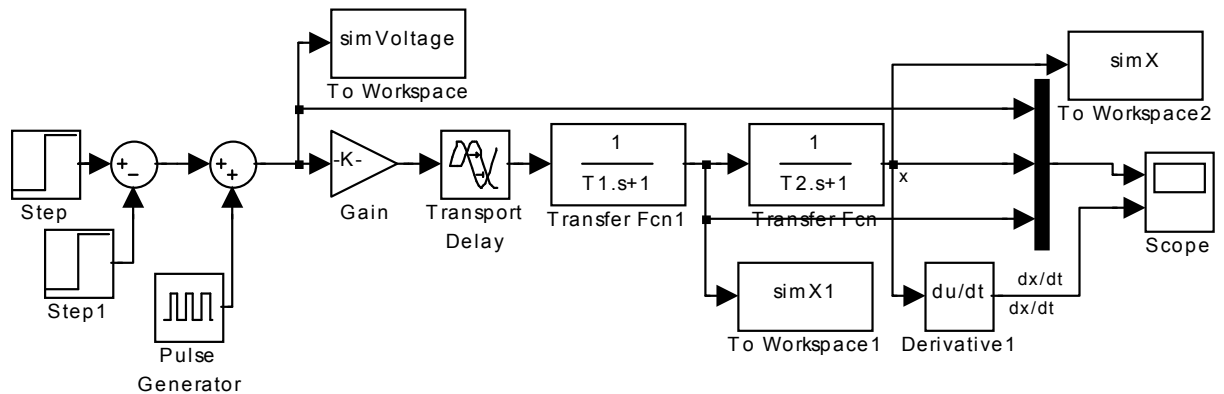 simVoltage
To Workspace
simX
To Workspace2
Step
+
−
+
+
-K-
Gain
Transport
Delay
1
T1.s+1
Transfer Fcn1
1
T2.s+1
Transfer Fcn
x
Scope
Step1
Pulse
Generator
simX1
To Workspace1
du/dt
Derivative1
dx/dt
dx/dt